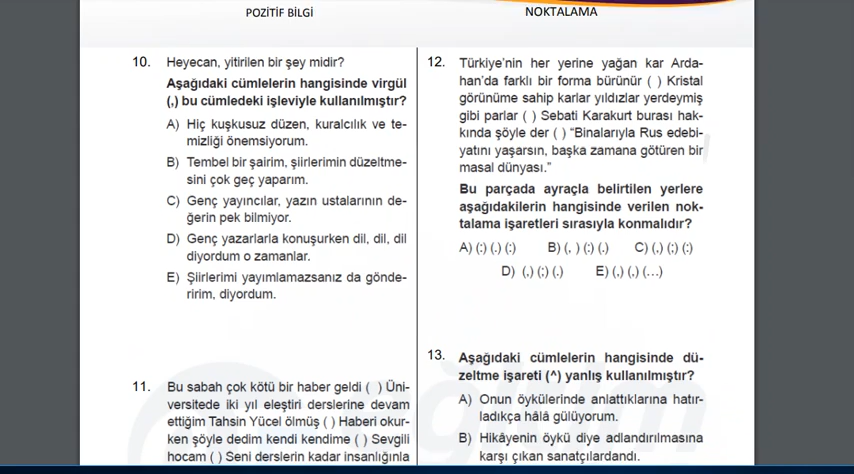 POZİTİF BİLGİ
NOKTALAMA
10. Heyecan, yitirilen bir şey midir?
Aşağıdaki cümlelerin hangisinde virgül
(,) bu cümledeki işleviyle kullanılmıştır?
A) Hiç kuşkusuz düzen, kuralcılık ve te-
mizliği önemsiyorum.
B) Tembel bir şairim, şiirlerimin düzeltme-
sini çok geç yaparım.
C) Genç yayıncılar, yazın ustalarının de-
ğerin pek bilmiyor.
D) Genç yazarlarla konuşurken dil, dil, dil
diyordum o zamanlar.
E) Şiirlerimi yayımlamazsanız da gönde-
ririm, diyordum.
11. Bu sabah çok kötü bir haber geldi ( ) Üni-
versitede iki yıl eleştiri derslerine devam
ettiğim Tahsin Yücel ölmüş ( ) Haberi okur-
ken şöyle dedim kendi kendime ( ) Sevgili
hocam ( ) Seni derslerin kadar insanlığınla
12. Türkiye'nin her yerine yağan kar Arda-
han'da farklı bir forma bürünür ( ) Kristal
görünüme sahip karlar yıldızlar yerdeymiş
gibi parlar ( ) Sebati Karakurt burası hak-
kında şöyle der ( ) "Binalarıyla Rus edebi-
yatını yaşarsın, başka zamana götüren bir
masal dünyası."
Bu parçada ayraçla belirtilen yerlere
aşağıdakilerin hangisinde verilen nok-
talama işaretleri sırasıyla konmalıdır?
A) (:) (.) (:) B) (, ) (:) (.) C) (.) (;) (:)
D) (.) (:) (.) E) (.) (.) (...)
13. Aşağıdaki cümlelerin hangisinde dü-
zeltme işareti (^) yanlış kullanılmıştır?
A) Onun öykülerinde anlattıklarına hatır-
ladıkça hâlâ gülüyorum.
B) Hikâyenin öykü diye adlandırılmasına
karşı çıkan sanatçılardandı.